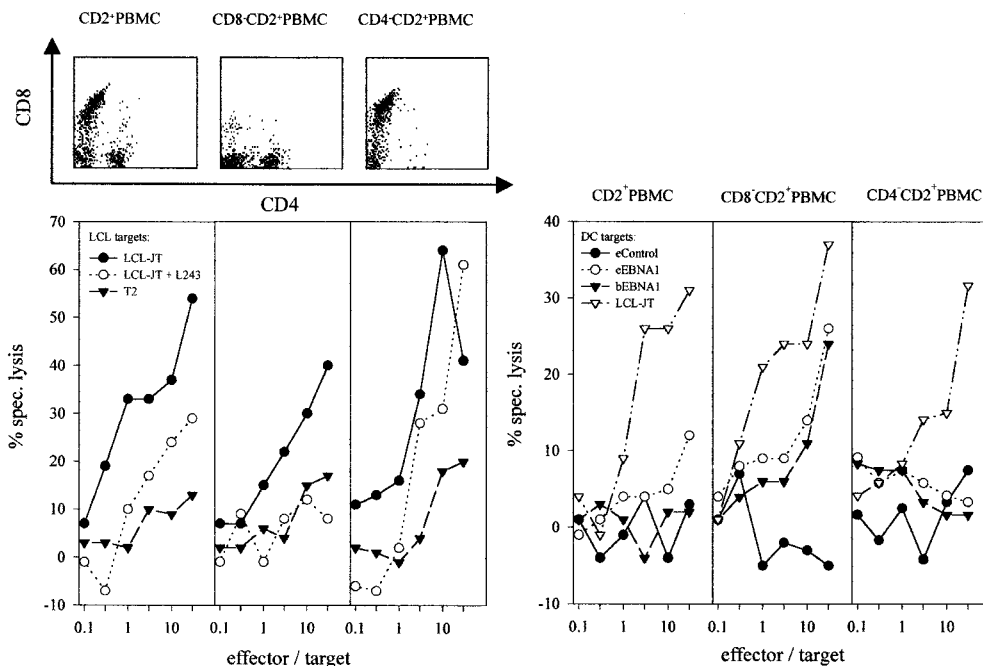 CD2⁺PBMC CD8⁻CD2⁺PBMC CD4⁻CD2⁺PBMC
CD8
CD4
70
60
50
40
30
20
10
0
-10
% spec. lysis
LCL targets:
LCL-JT
LCL-JT + L243
T2
0.1 1 10 0.1 1 10 0.1 1 10
effector / target
CD2⁺PBMC CD8⁻CD2⁺PBMC CD4⁻CD2⁺PBMC
40
30
20
10
0
-10
% spec. lysis
DC targets:
eControl
eEBNA1
bEBNA1
LCL-JT
0.1 1 10 0.1 1 10 0.1 1 10
effector / target